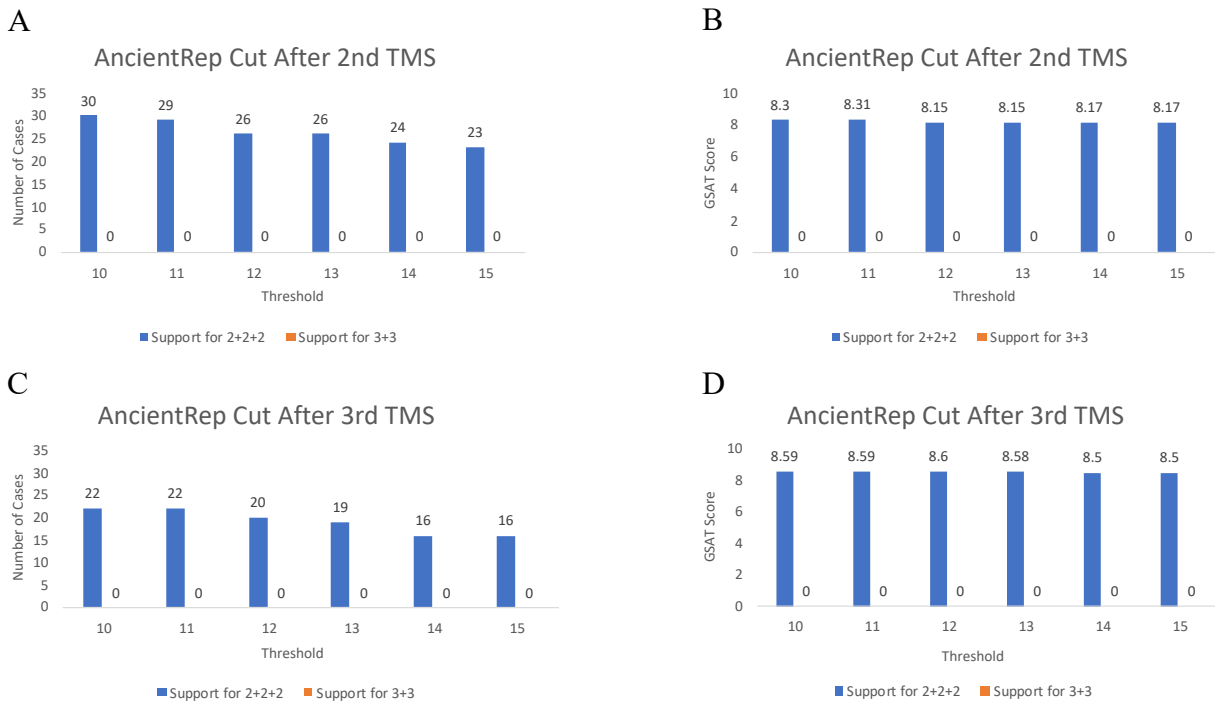 A
AncientRep Cut After 2nd TMS
Number of Cases
35
30
25
20
15
10
5
0
30 29 26 26 24 23
0 0 0 0 0 0
10 11 12 13 14 15
Threshold
Support for 2+2+2 Support for 3+3
B
AncientRep Cut After 2nd TMS
GSAT Score
10
8
6
4
2
0
8.3 8.31 8.15 8.15 8.17 8.17
0 0 0 0 0 0
10 11 12 13 14 15
Threshold
Support for 2+2+2 Support for 3+3
C
AncientRep Cut After 3rd TMS
Number of Cases
35
30
25
20
15
10
5
0
22 22 20 19 16 16
0 0 0 0 0 0
10 11 12 13 14 15
Threshold
Support for 2+2+2 Support for 3+3
D
AncientRep Cut After 3rd TMS
GSAT Score
10
8
6
4
2
0
8.59 8.59 8.6 8.58 8.5 8.5
0 0 0 0 0 0
10 11 12 13 14 15
Threshold
Support for 2+2+2 Support for 3+3